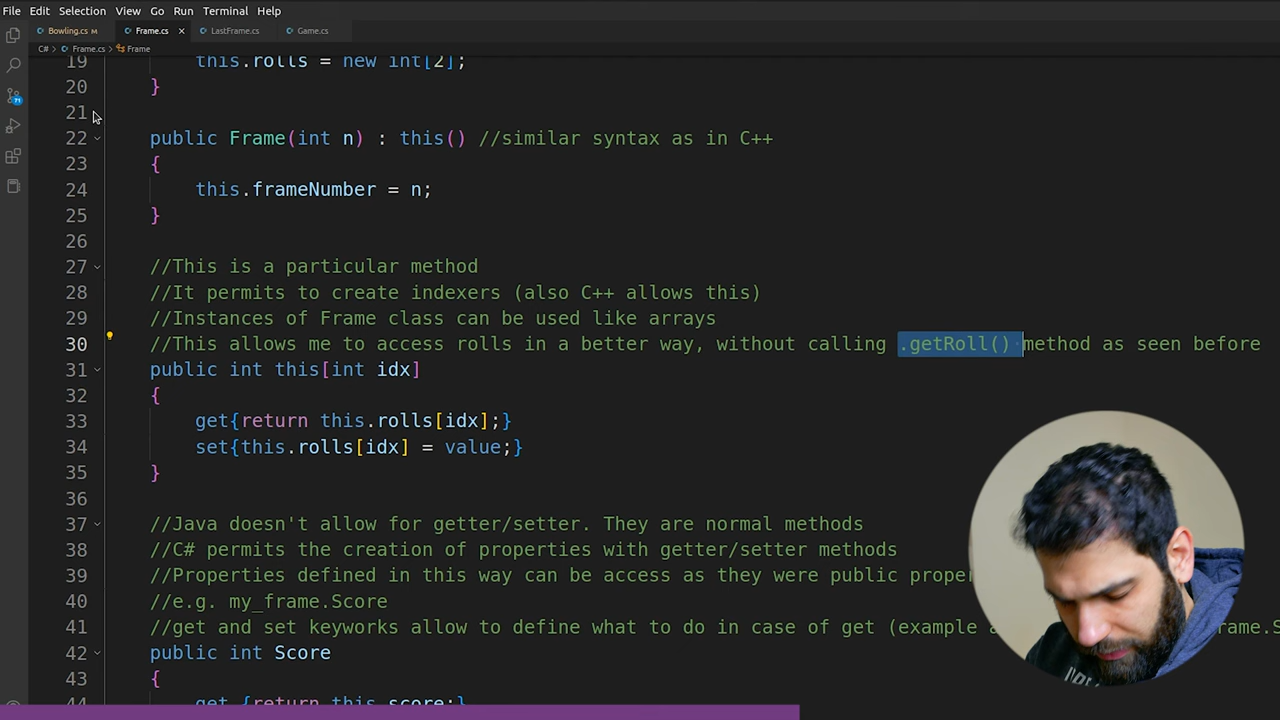 File Edit Selection View Go Run Terminal Help
Bowling.cs M Frame.cs × LastFrame.cs Game.cs
C# > Frame.cs > Frame
19 this.rolls = new int[2];
20 }
21
22 public Frame(int n) : this() //similar syntax as in C++
23 {
24 this.frameNumber = n;
25 }
26
27 //This is a particular method
28 //It permits to create indexers (also C++ allows this)
29 //Instances of Frame class can be used like arrays
30 //This allows me to access rolls in a better way, without calling .getRoll() method as seen before
31 public int this[int idx]
32 {
33 get{return this.rolls[idx];}
34 set{this.rolls[idx] = value;}
35 }
36
37 //Java doesn't allow for getter/setter. They are normal methods
38 //C# permits the creation of properties with getter/setter methods
39 //Properties defined in this way can be access as they were public
40 //e.g. my_frame.Score
41 //get and set keyworks allow to define what to do in case of get (example
42 public int Score
43 {
44 get {return this.score;}